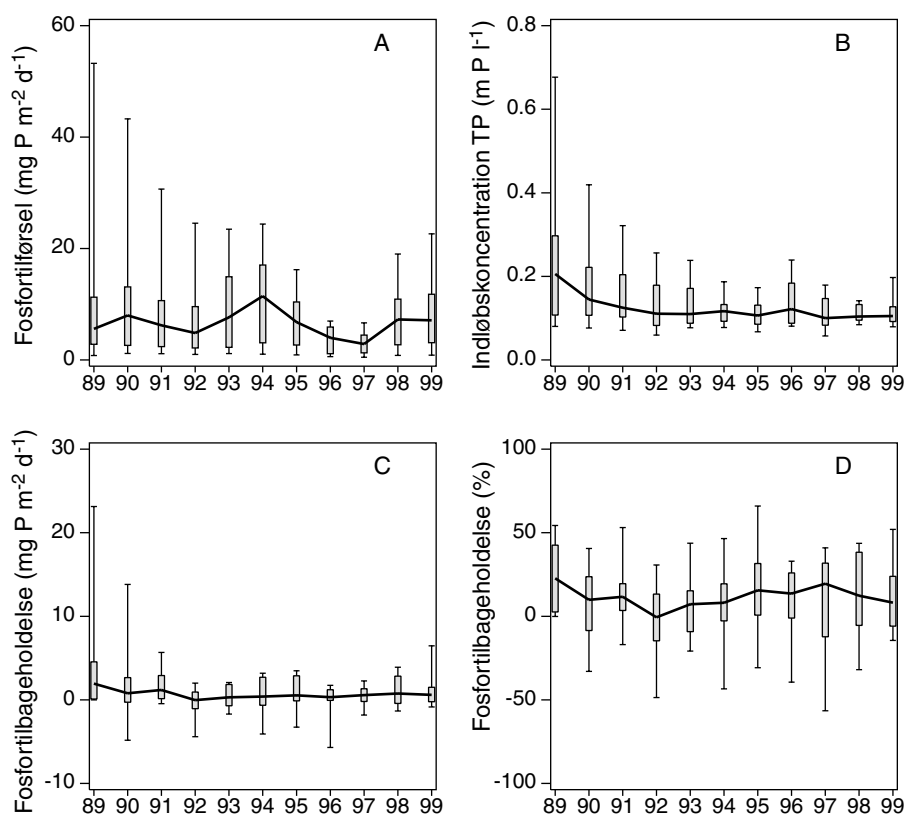 Fosfortilførsel (mg P m-2 d-1)
60
40
20
0
A
89 90 91 92 93 94 95 96 97 98 99
Indløbskoncentration TP (m P l-1)
0.8
0.6
0.4
0.2
0.0
B
89 90 91 92 93 94 95 96 97 98 99
Fosfortilbageholdelse (mg P m-2 d-1)
30
20
10
0
-10
C
89 90 91 92 93 94 95 96 97 98 99
Fosfortilbageholdelse (%)
100
50
0
-50
-100
D
89 90 91 92 93 94 95 96 97 98 99